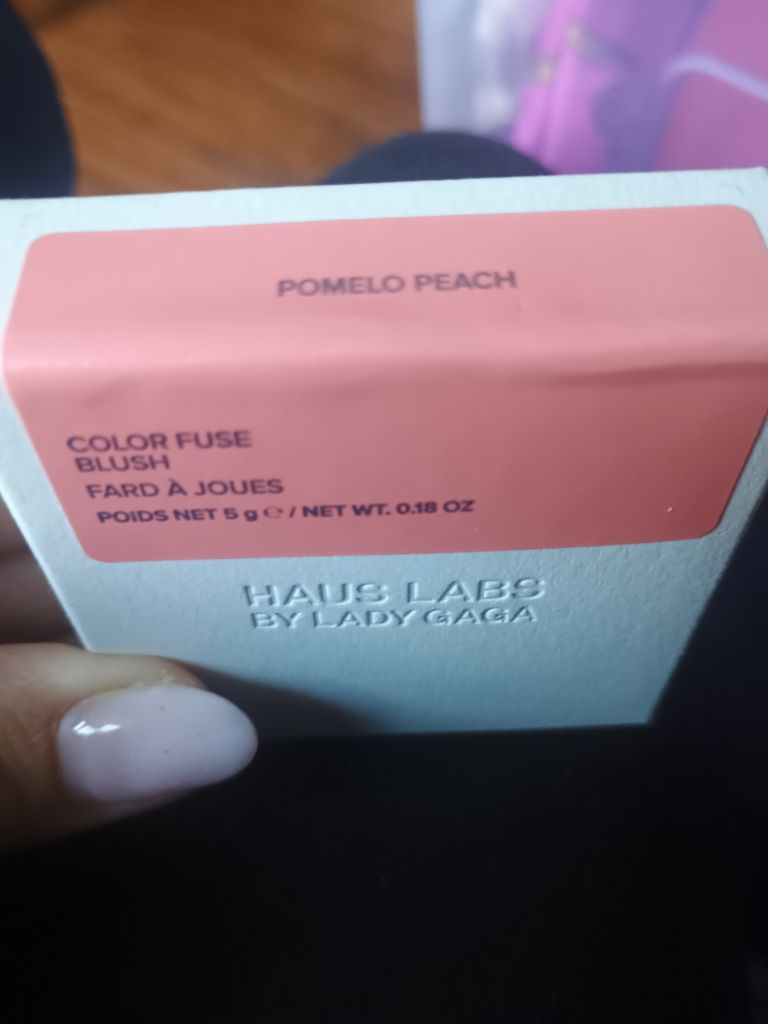 POMELO PEACH
COLOR FUSE
BLUSH
FARD À JOUES
POIDS NET 5 g ℮ / NET WT. 0.18 OZ
HAUS LABS
BY LADY GAGA